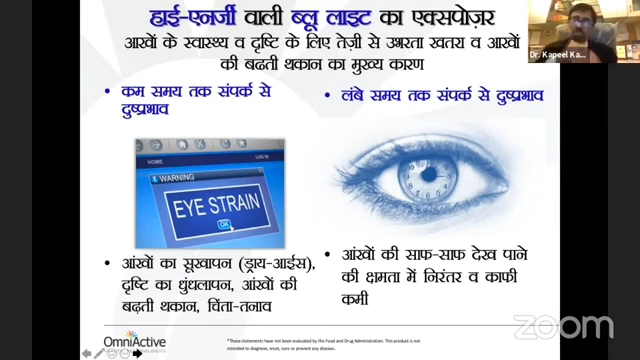 हाई-एनर्जी वाली ब्लू लाइट का एक्सपोज़र
आखों के स्वास्थ्य व दृष्टि के लिए तेज़ी से उभरता खतरा व आखों
की बढती थकान का मुख्य कारण
• कम समय तक संपर्क से
दुष्प्रभाव
HOME
LOG IN
WARNING
EYE STRAIN
OK
• आंखों का सूखापन (ड्राय-आईस),
दृष्टि का धुंधलापन, आंखों की
बढ़ती थकान, चिंता-तनाव
• लंबे समय तक संपर्क से दुष्प्रभाव
• आंखों की साफ-साफ देख पाने
की क्षमता में निरंतर व काफी
कमी
Dr. Kapeel Ka...
OmniActive
*These statements have not been evaluated by the Food and Drug Administration. This product is not
intended to diagnose, treat, cure or prevent any disease.
zoom